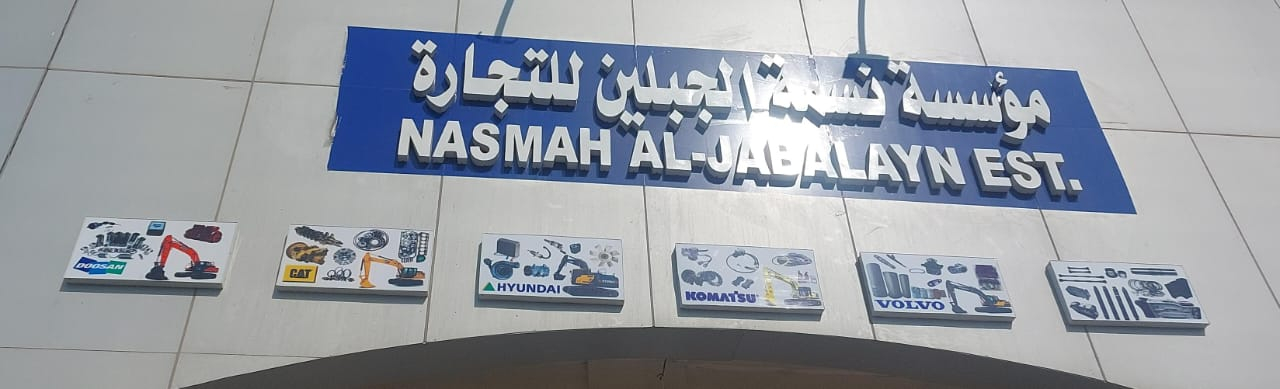 مؤسسة نسمة الجبلين للتجارة
NASMAH AL-JABALAYN EST.
DOOSAN
CAT
HYUNDAI
KOMATSU
VOLVO